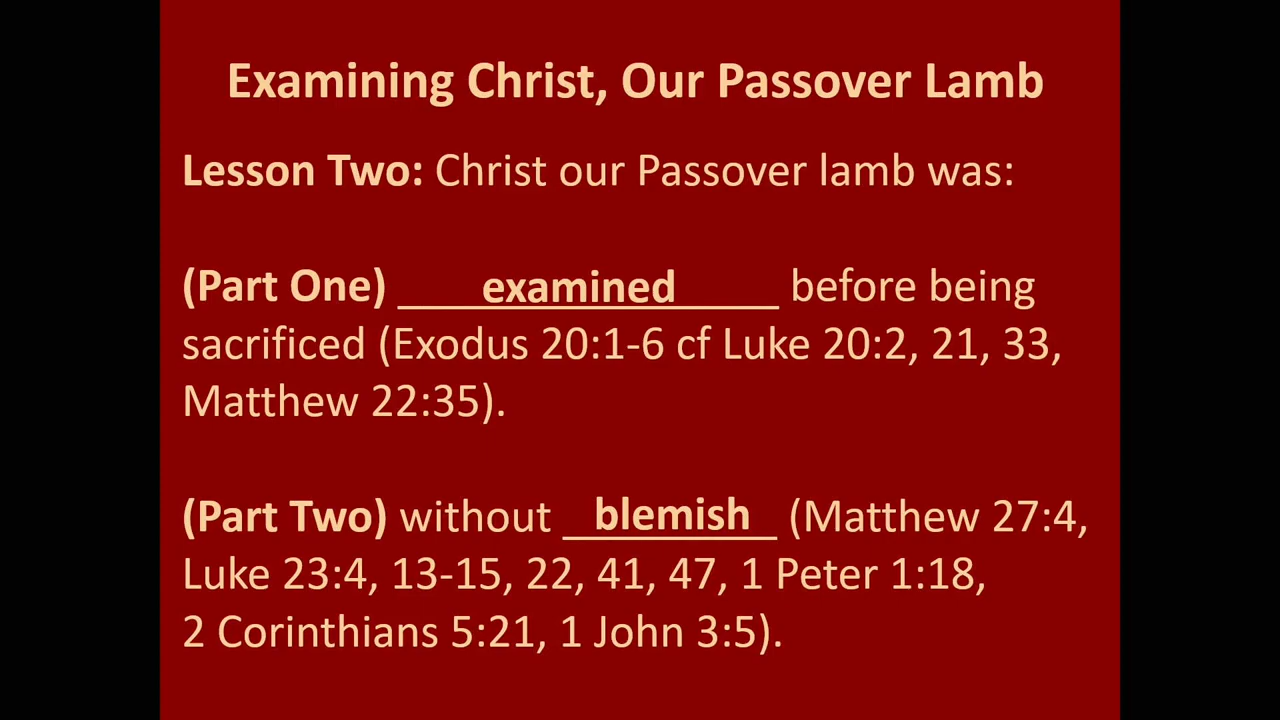 Examining Christ, Our Passover Lamb
Lesson Two: Christ our Passover lamb was:
(Part One) ____examined____ before being
sacrificed (Exodus 20:1-6 cf Luke 20:2, 21, 33,
Matthew 22:35).
(Part Two) without _blemish_ (Matthew 27:4,
Luke 23:4, 13-15, 22, 41, 47, 1 Peter 1:18,
2 Corinthians 5:21, 1 John 3:5).